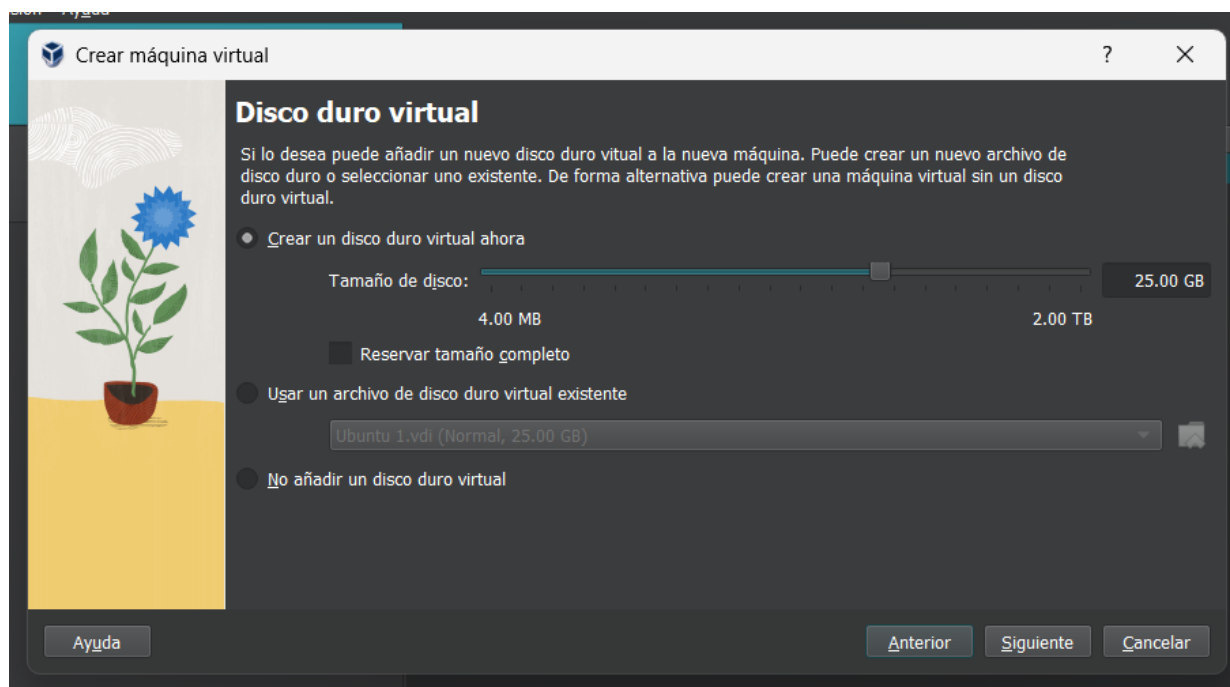 Ayuda
Crear máquina virtual
?
Disco duro virtual
Si lo desea puede añadir un nuevo disco duro vitual a la nueva máquina. Puede crear un nuevo archivo de
disco duro o seleccionar uno existente. De forma alternativa puede crear una máquina virtual sin un disco
duro virtual.
Crear un disco duro virtual ahora
Tamaño de disco:
25.00 GB
4.00 MB
2.00 TB
Reservar tamaño completo
Usar un archivo de disco duro virtual existente
Ubuntu 1.vdi (Normal, 25.00 GB)
No añadir un disco duro virtual
Ayuda
Anterior
Siguiente
Cancelar